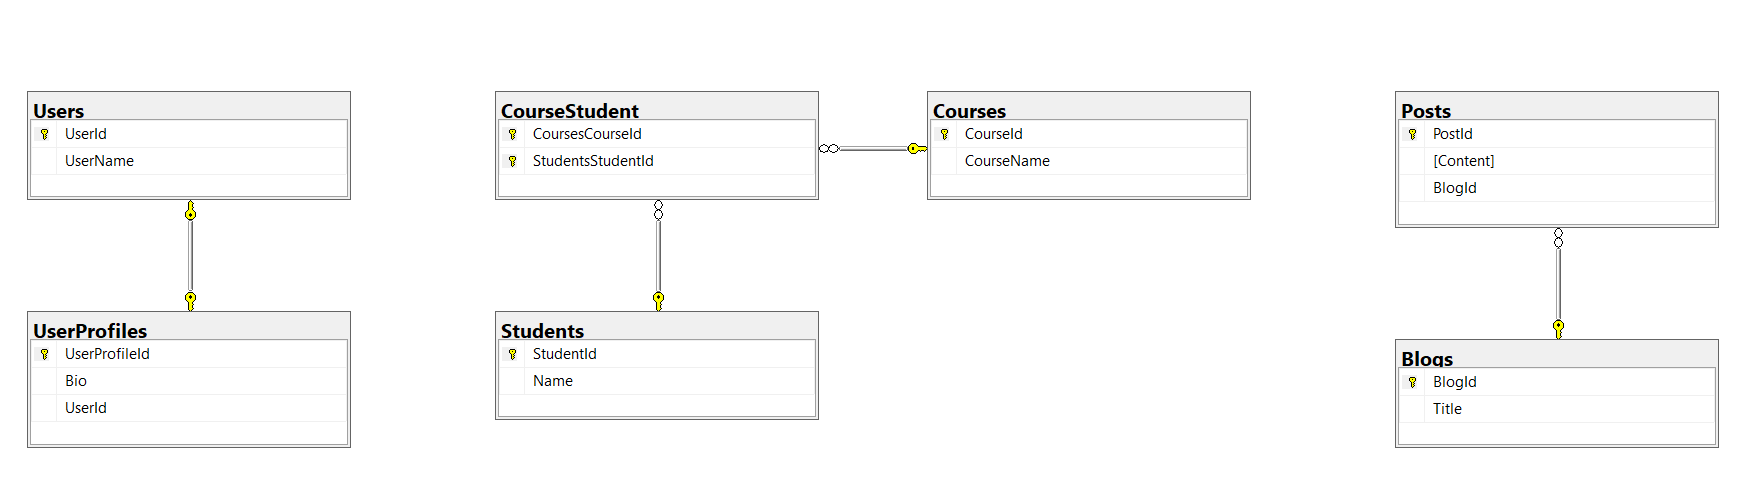 Users
UserId
UserName
UserProfiles
UserProfileId
Bio
UserId
CourseStudent
CoursesCourseId
StudentsStudentId
Students
StudentId
Name
Courses
CourseId
CourseName
Posts
PostId
[Content]
BlogId
Blogs
BlogId
Title